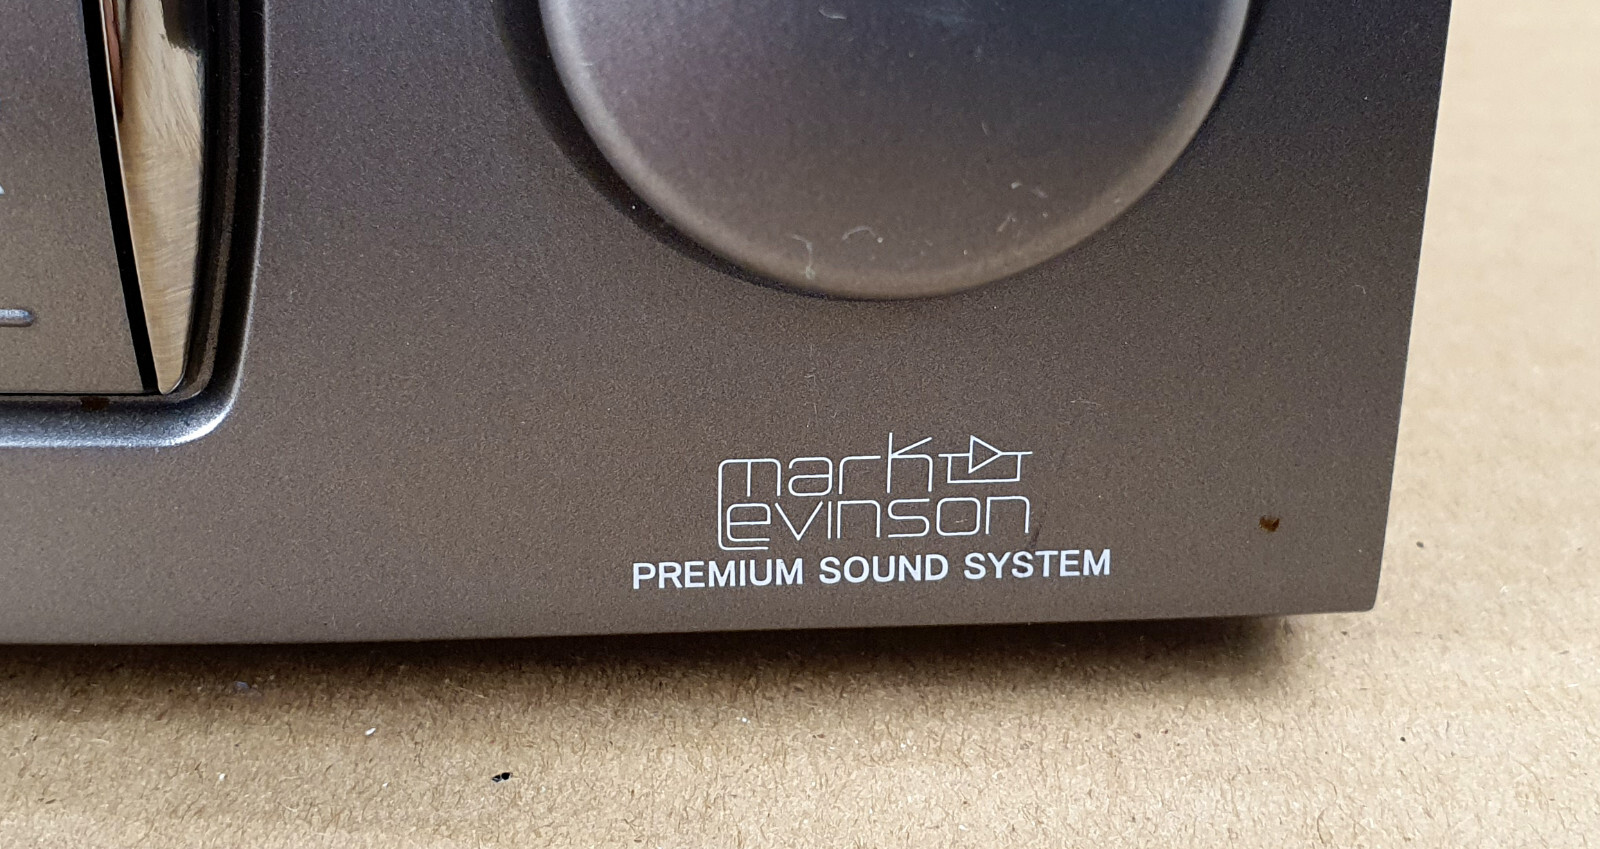 mark
Levinson
PREMIUM SOUND SYSTEM